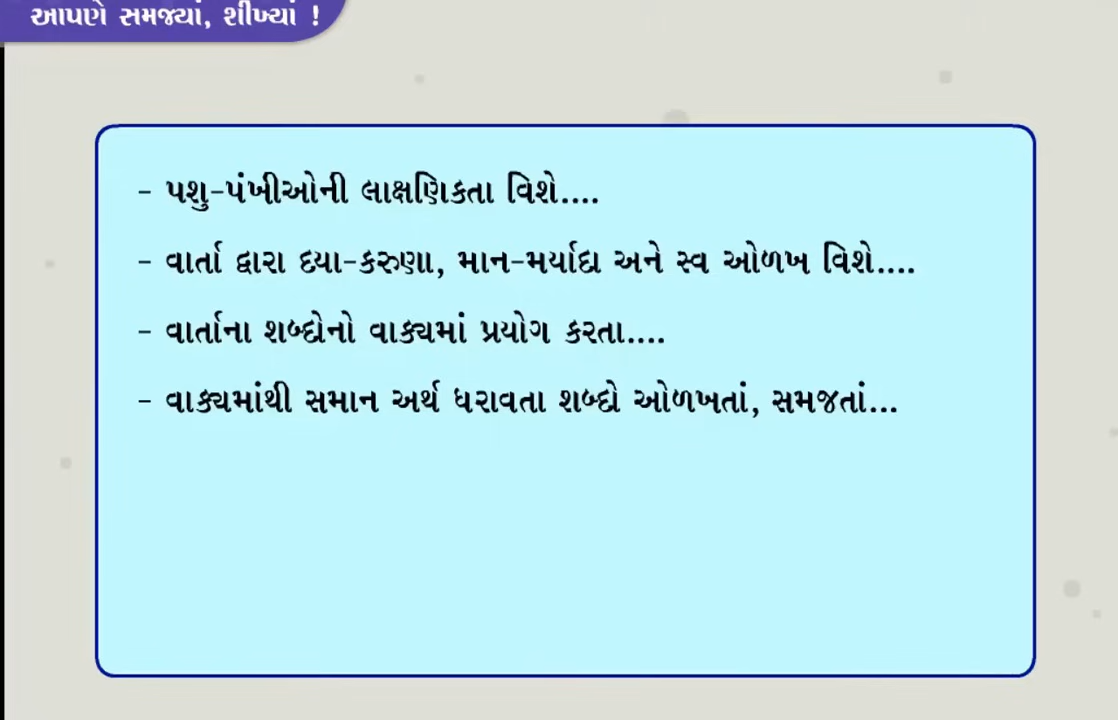 આપણે સમજ્યાં, શીખ્યાં !
- પશુ-પંખીઓની લાક્ષણિકતા વિશે....
- વાર્તા દ્વારા દયા-કરુણા, માન-મર્યાદા અને સ્વ ઓળખ વિશે....
- વાર્તાના શબ્દોનો વાક્યમાં પ્રયોગ કરતા....
- વાક્યમાંથી સમાન અર્થ ધરાવતા શબ્દો ઓળખતાં, સમજતાં...